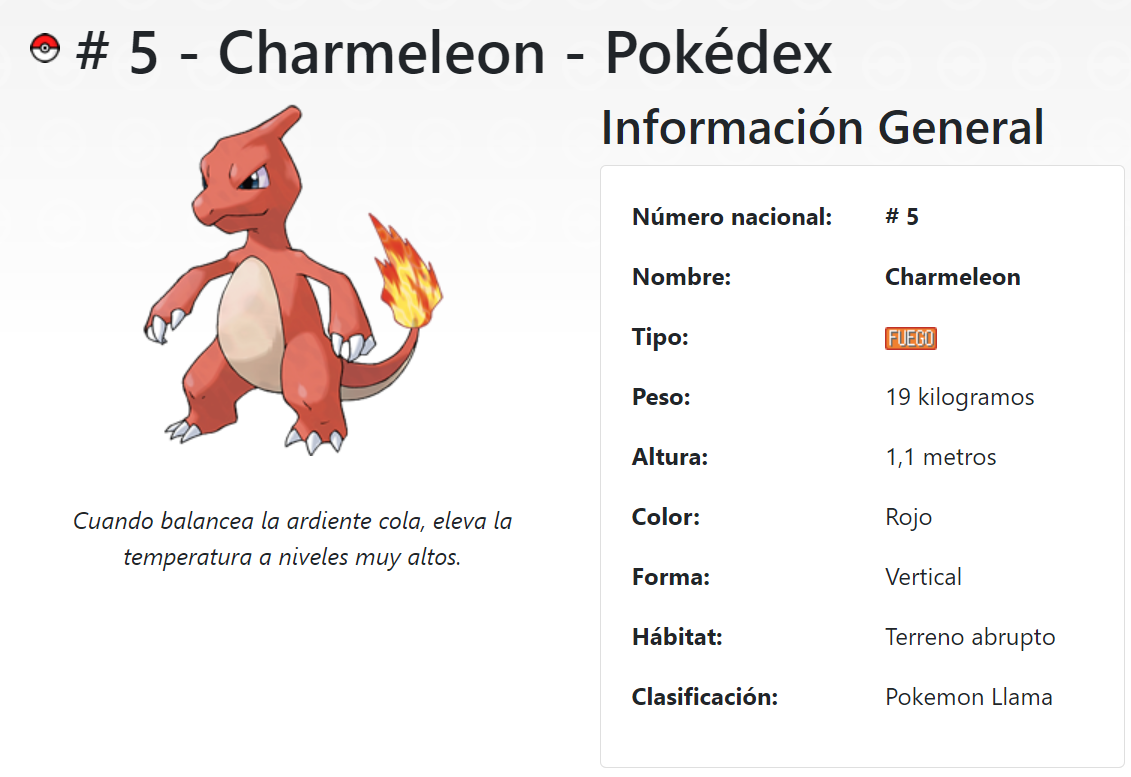 # 5 - Charmeleon - Pokédex
Cuando balancea la ardiente cola, eleva la
temperatura a niveles muy altos.
Información General
Número nacional: # 5
Nombre: Charmeleon
Tipo: FUEGO
Peso: 19 kilogramos
Altura: 1,1 metros
Color: Rojo
Forma: Vertical
Hábitat: Terreno abrupto
Clasificación: Pokemon Llama